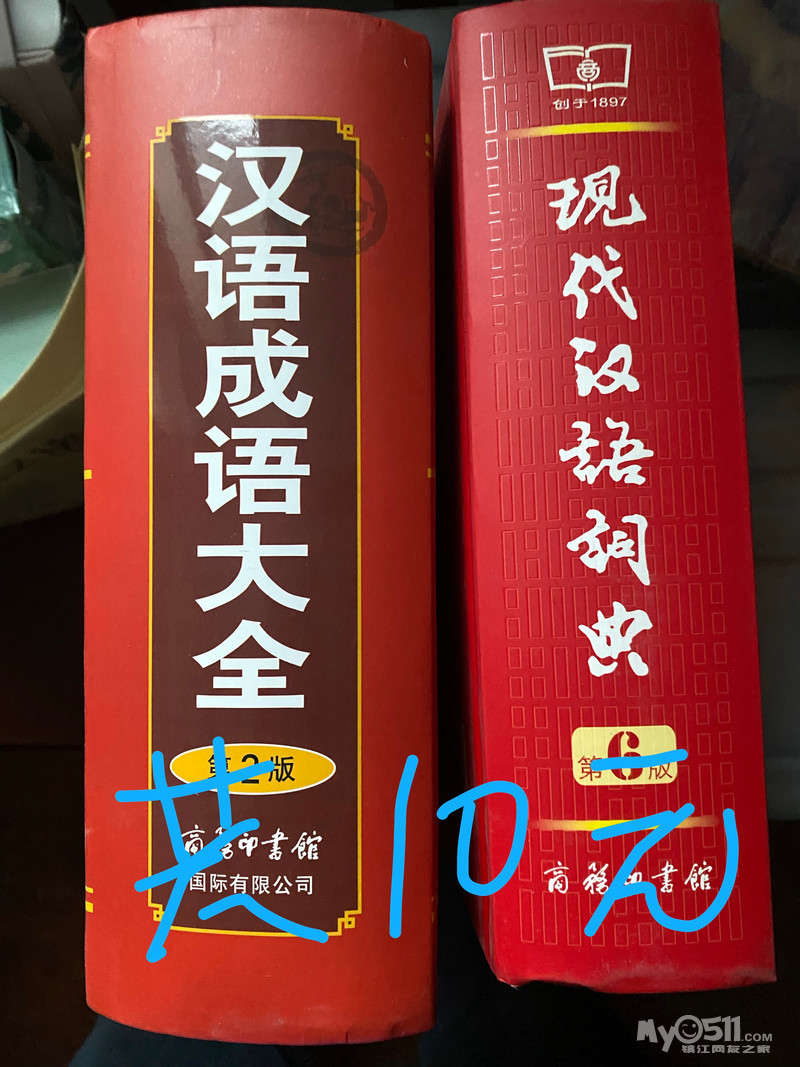 汉语成语大全
第2版
商务印书馆
国际有限公司
创于1897
现代汉语词典
第6版
商务印书馆
共10元
My0511.COM
镇江网友之家